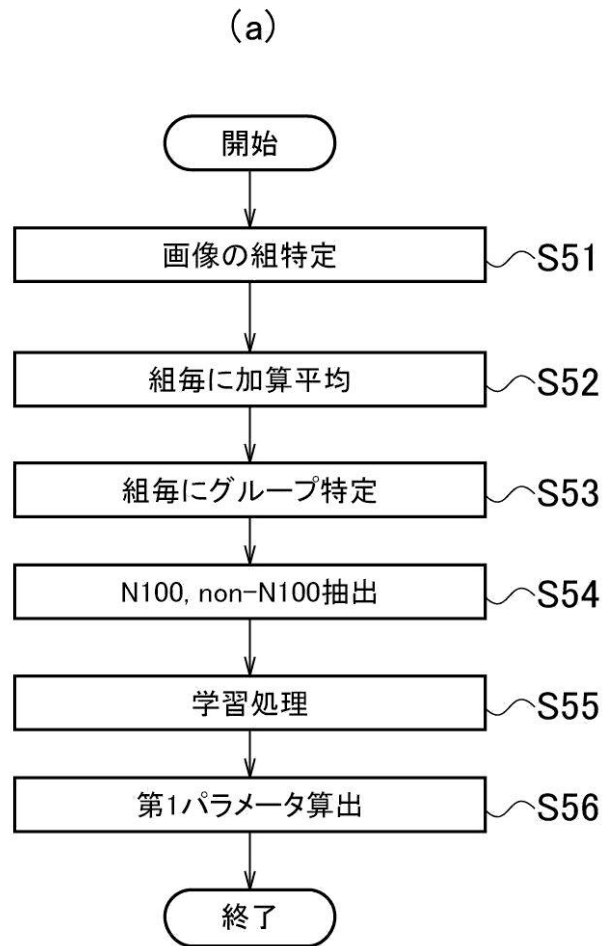 (a)
開始
画像の組特定
S51
組毎に加算平均
S52
組毎にグループ特定
S53
N100, non-N100抽出
S54
学習処理
S55
第1パラメータ算出
S56
終了